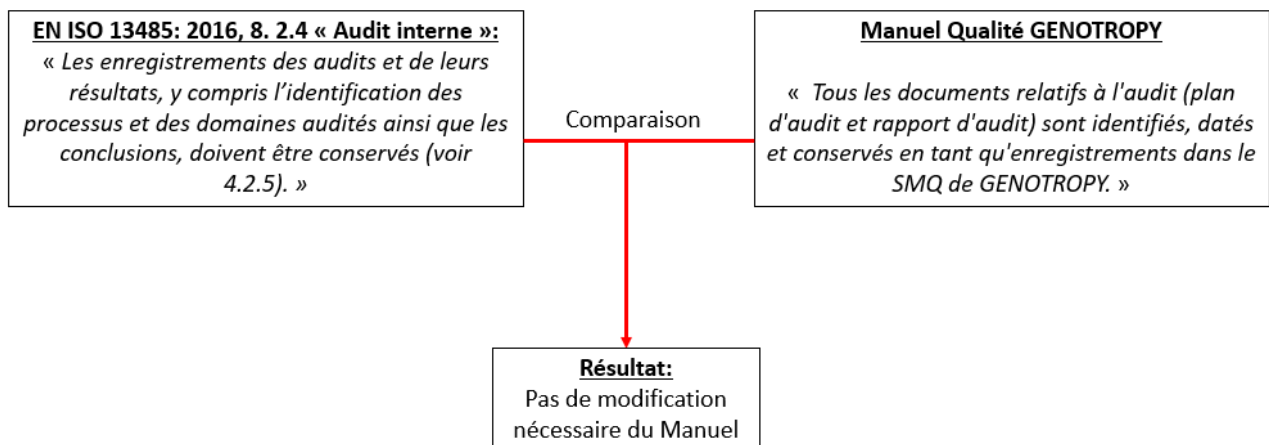 EN ISO 13485: 2016, 8. 2.4 « Audit interne »:
« Les enregistrements des audits et de leurs
résultats, y compris l’identification des
processus et des domaines audités ainsi que les
conclusions, doivent être conservés (voir
4.2.5). »
Comparaison
Manuel Qualité GENOTROPY
« Tous les documents relatifs à l'audit (plan
d'audit et rapport d'audit) sont identifiés, datés
et conservés en tant qu'enregistrements dans le
SMQ de GENOTROPY. »
Résultat:
Pas de modification
nécessaire du Manuel